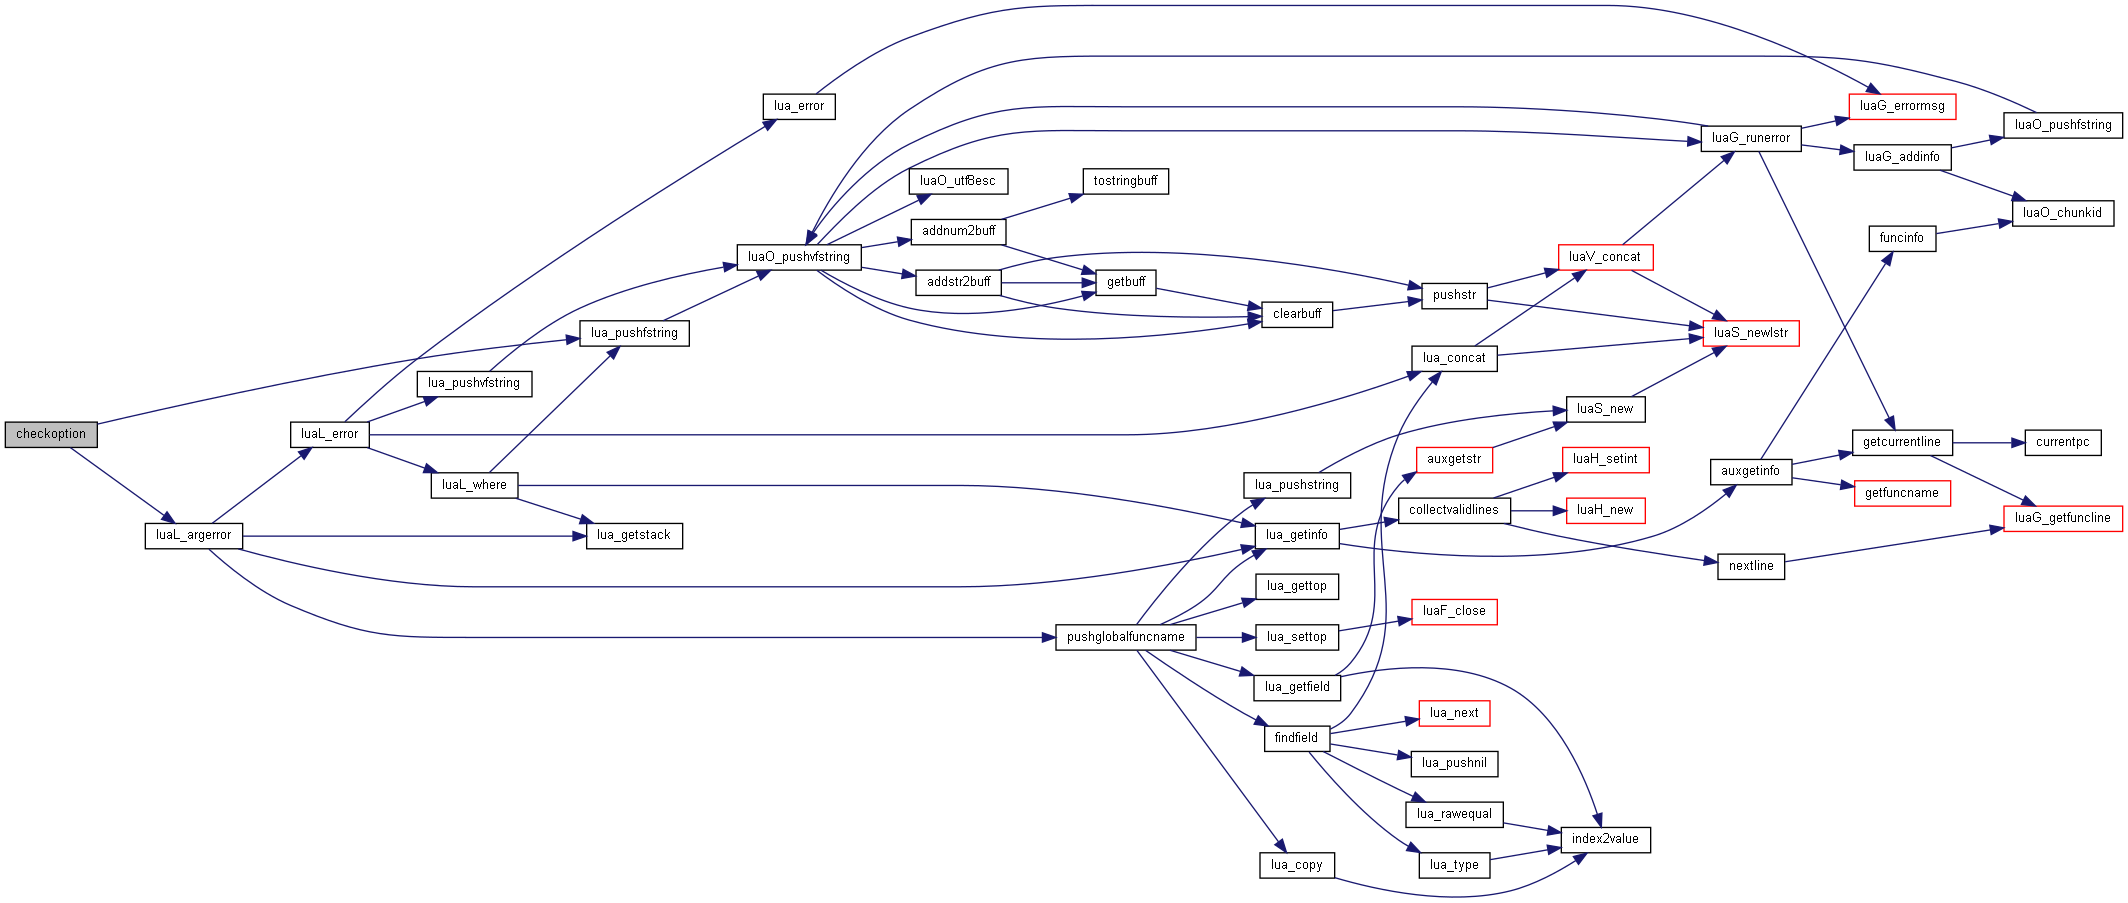 lua_error
luaG_errormsg
luaO_pushfstring
luaG_runerror
luaG_addinfo
luaO_utf8esc
tostringbuff
luaO_chunkid
addnum2buff
funcinfo
luaO_pushvfstring
luaV_concat
addstr2buff
getbuff
pushstr
clearbuff
lua_pushfstring
luaS_newlstr
lua_concat
lua_pushvfstring
luaS_new
checkoption
luaL_error
getcurrentline
currentpc
auxgetstr
luaH_setint
auxgetinfo
luaL_where
lua_pushstring
getfuncname
collectvalidlines
luaH_new
luaG_getfuncline
luaL_argerror
lua_getstack
lua_getinfo
nextline
lua_gettop
luaF_close
pushglobalfuncname
lua_settop
lua_getfield
lua_next
findfield
lua_pushnil
lua_rawequal
index2value
lua_copy
lua_type